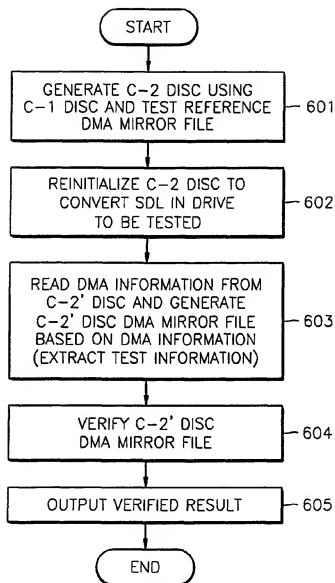 START
GENERATE C-2 DISC USING
C-1 DISC AND TEST REFERENCE
DMA MIRROR FILE
601
REINITIALIZE C-2 DISC TO
CONVERT SDL IN DRIVE
TO BE TESTED
602
READ DMA INFORMATION FROM
C-2' DISC AND GENERATE
C-2' DISC DMA MIRROR FILE
BASED ON DMA INFORMATION
(EXTRACT TEST INFORMATION)
603
VERIFY C-2' DISC
DMA MIRROR FILE
604
OUTPUT VERIFIED RESULT
605
END